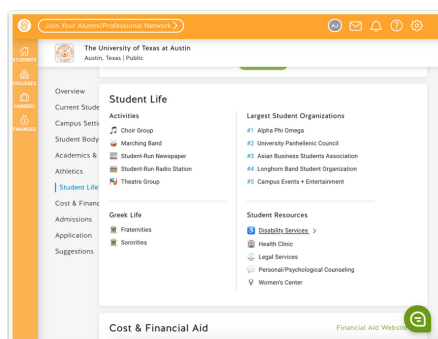 Join Your Alumni/Professional Network >
AJ
STUDENTS
COLLEGES
CAREERS
FINANCES
The University of Texas at Austin
Austin, Texas | Public
Overview
Current Stude
Campus Setti
Student Body
Academics &
Athletics
Student Life
Cost & Financ
Admissions
Application
Suggestions
Student Life
Activities
Choir Group
Marching Band
Student-Run Newspaper
Student-Run Radio Station
Theatre Group
Largest Student Organizations
#1 Alpha Phi Omega
#2 University Panhellenic Council
#3 Asian Business Students Association
#4 Longhorn Band Student Organization
#5 Campus Events + Entertainment
Greek Life
Fraternities
Sororities
Student Resources
Disability Services >
Health Clinic
Legal Services
Personal/Psychological Counseling
Women's Center
Cost & Financial Aid
Financial Aid Website